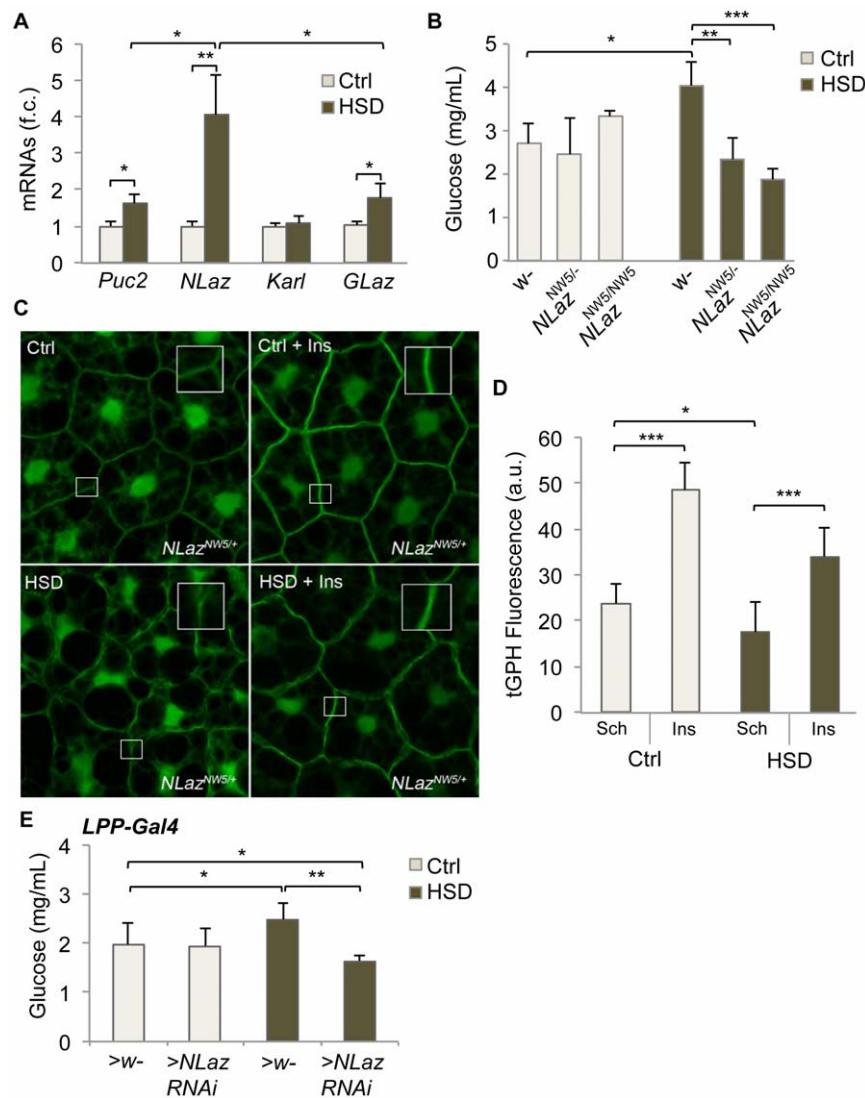 A
mRNAs (f.c.)
6
5
4
3
2
1
0
*
*
**
*
*
Ctrl
HSD
Puc2
NLaz
Karl
GLaz
B
Glucose (mg/mL)
5
4
3
2
1
0
*
***
**
Ctrl
HSD
w-
NLaz NW5/-
NLaz NW5/NW5
w-
NLaz NW5/-
NLaz NW5/NW5
C
Ctrl
NLaz NW5/+
Ctrl + Ins
NLaz NW5/+
HSD
NLaz NW5/+
HSD + Ins
NLaz NW5/+
D
tGPH Fluorescence (a.u.)
60
50
40
30
20
10
0
*
***
***
Sch
Ins
Sch
Ins
Ctrl
HSD
E
LPP-Gal4
Glucose (mg/mL)
4
3
2
1
0
*
*
**
Ctrl
HSD
>w-
>NLaz
RNAi
>w-
>NLaz
RNAi